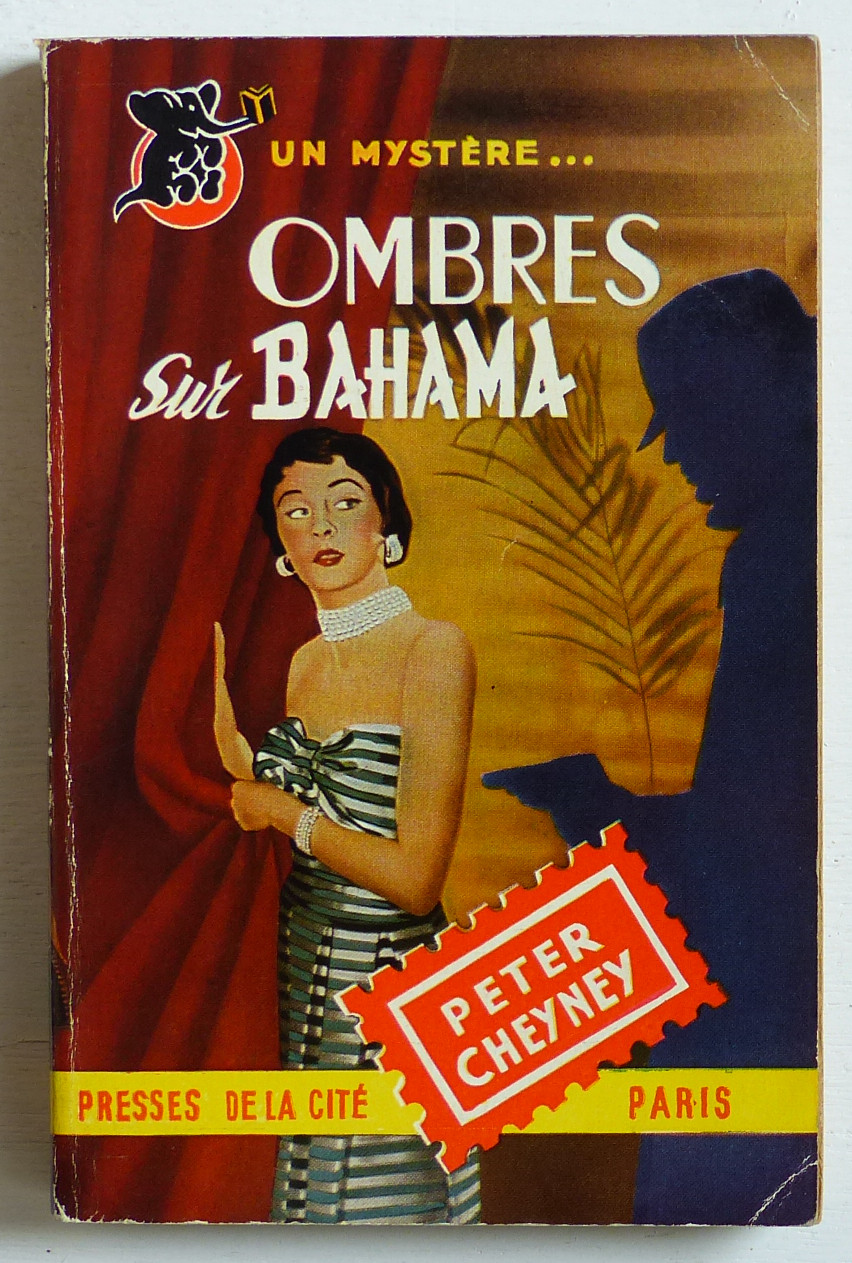 UN MYSTÈRE...
OMBRES
sur BAHAMA
PETER
CHEYNEY
PRESSES DE LA CITÉ PARIS